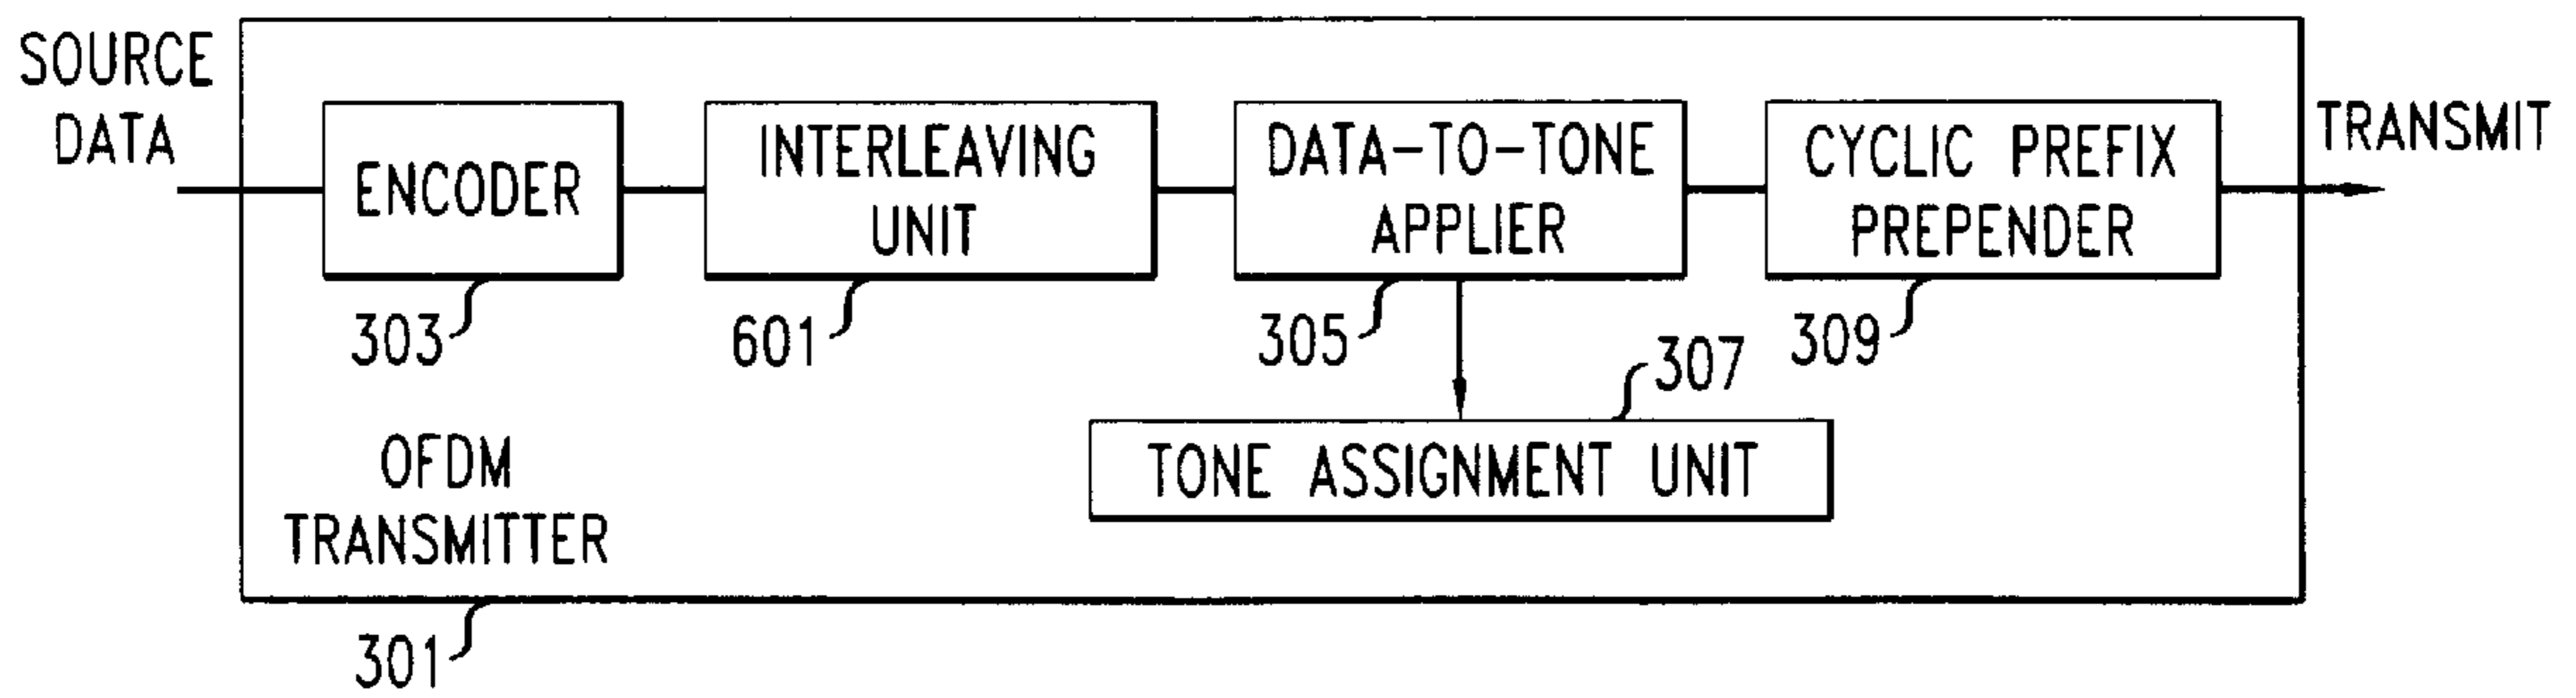 SOURCE
DATA
ENCODER
INTERLEAVING
UNIT
DATA-TO-TONE
APPLIER
CYCLIC PREFIX
PREPENDER
TRANSMIT
303
601
305
309
307
TONE ASSIGNMENT UNIT
OFDM
TRANSMITTER
301